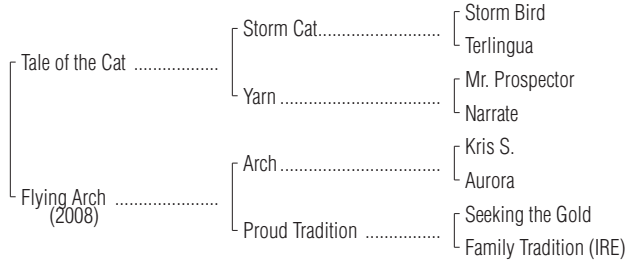 Storm Bird
Storm Cat..........................
Terlingua
Tale of the Cat ..................
Mr. Prospector
Yarn ..................................
Narrate
Kris S.
Arch ..................................
Aurora
Flying Arch ......................
(2008)
Seeking the Gold
Proud Tradition ................
Family Tradition (IRE)